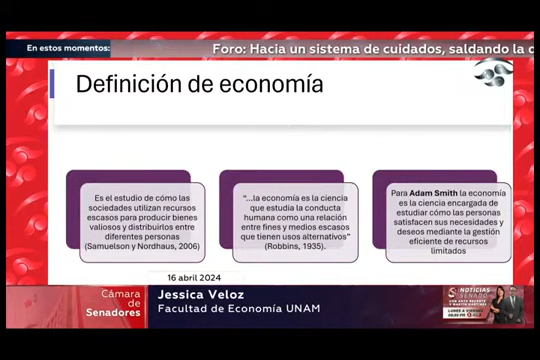 En estos momentos:
Foro: Hacia un sistema de cuidados, saldando la d
Definición de economía
Es el estudio de cómo las
sociedades utilizan recursos
escasos para producir bienes
valiosos y distribuirlos entre
diferentes personas
(Samuelson y Nordhaus, 2006)
"...la economía es la ciencia
que estudia la conducta
humana como una relación
entre fines y medios escasos
que tienen usos alternativos"
(Robbins, 1935).
Para Adam Smith la economía
es la ciencia encargada de
estudiar cómo las personas
satisfacen sus necesidades y
deseos mediante la gestión
eficiente de recursos
limitados
16 abril 2024
Cámara
de
Senadores
Jessica Veloz
Facultad de Economía UNAM
NOTICIAS
SENADO
LUNES A VIERNES